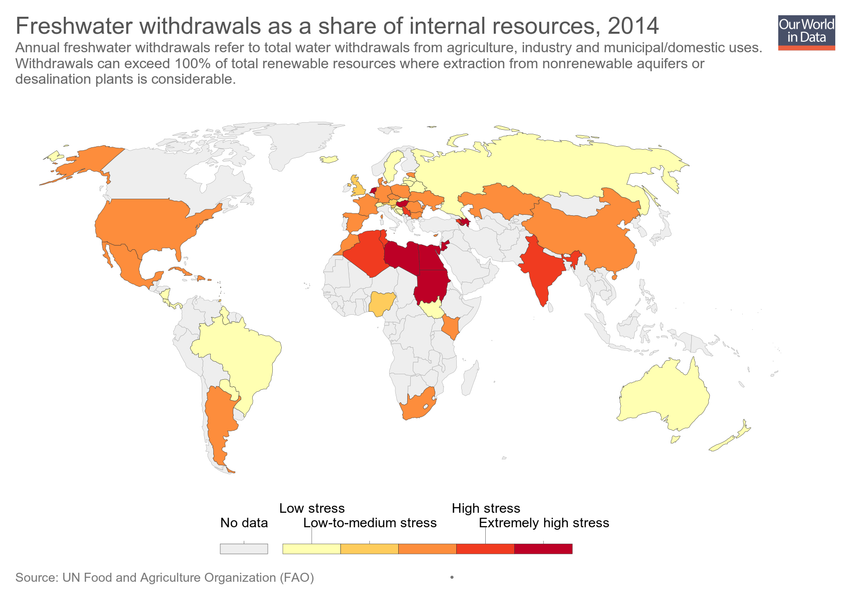 Freshwater withdrawals as a share of internal resources, 2014
Our World
in Data
Annual freshwater withdrawals refer to total water withdrawals from agriculture, industry and municipal/domestic uses.
Withdrawals can exceed 100% of total renewable resources where extraction from nonrenewable aquifers or
desalination plants is considerable.
Low stress
High stress
No data
Low-to-medium stress
Extremely high stress
Source: UN Food and Agriculture Organization (FAO)
•